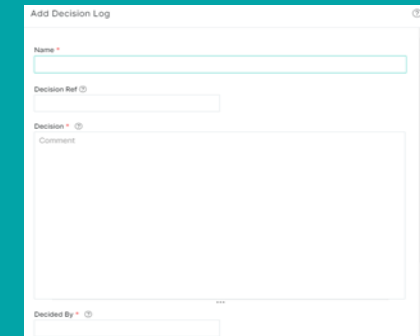 Add Decision Log
Name *
Decision Ref
Decision *
Comment
Decided By *